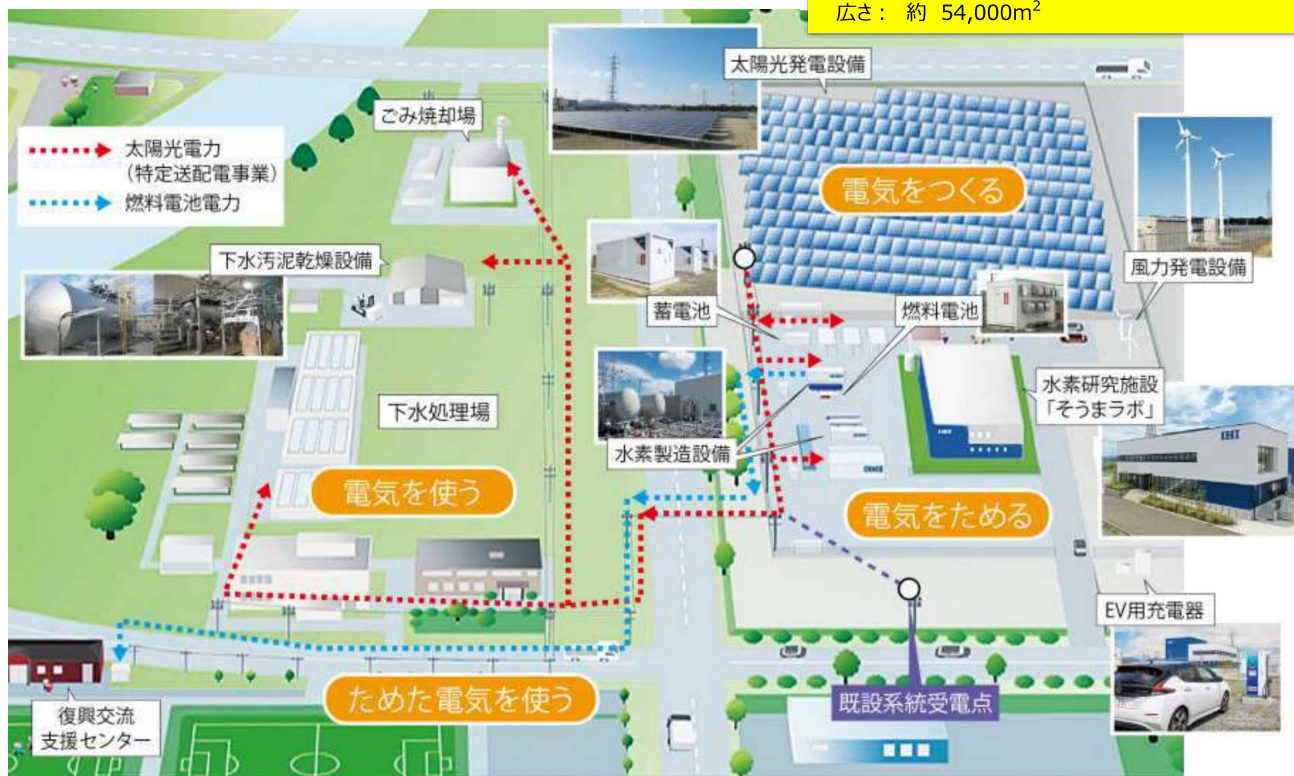 広さ： 約 54,000m²
太陽光発電設備
ごみ焼却場
太陽光電力
（特定送配電事業）
燃料電池電力
電気をつくる
下水汚泥乾燥設備
風力発電設備
蓄電池
燃料電池
水素研究施設
「そうまラボ」
下水処理場
IHI
IHI
水素製造設備
電気を使う
電気をためる
EV用充電器
ためた電気を使う
既設系統受電点
復興交流
支援センター